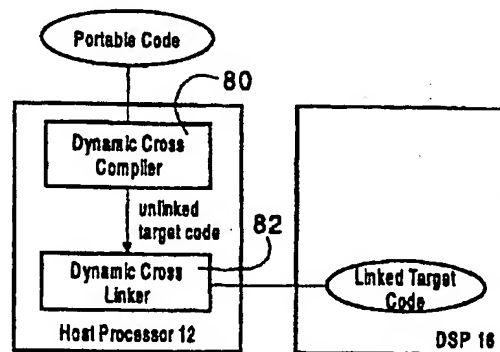 Portable Code
80
Dynamic Cross
Compiler
unlinked
target code
82
Dynamic Cross
Linker
Linked Target
Code
Host Processor 12
DSP 16